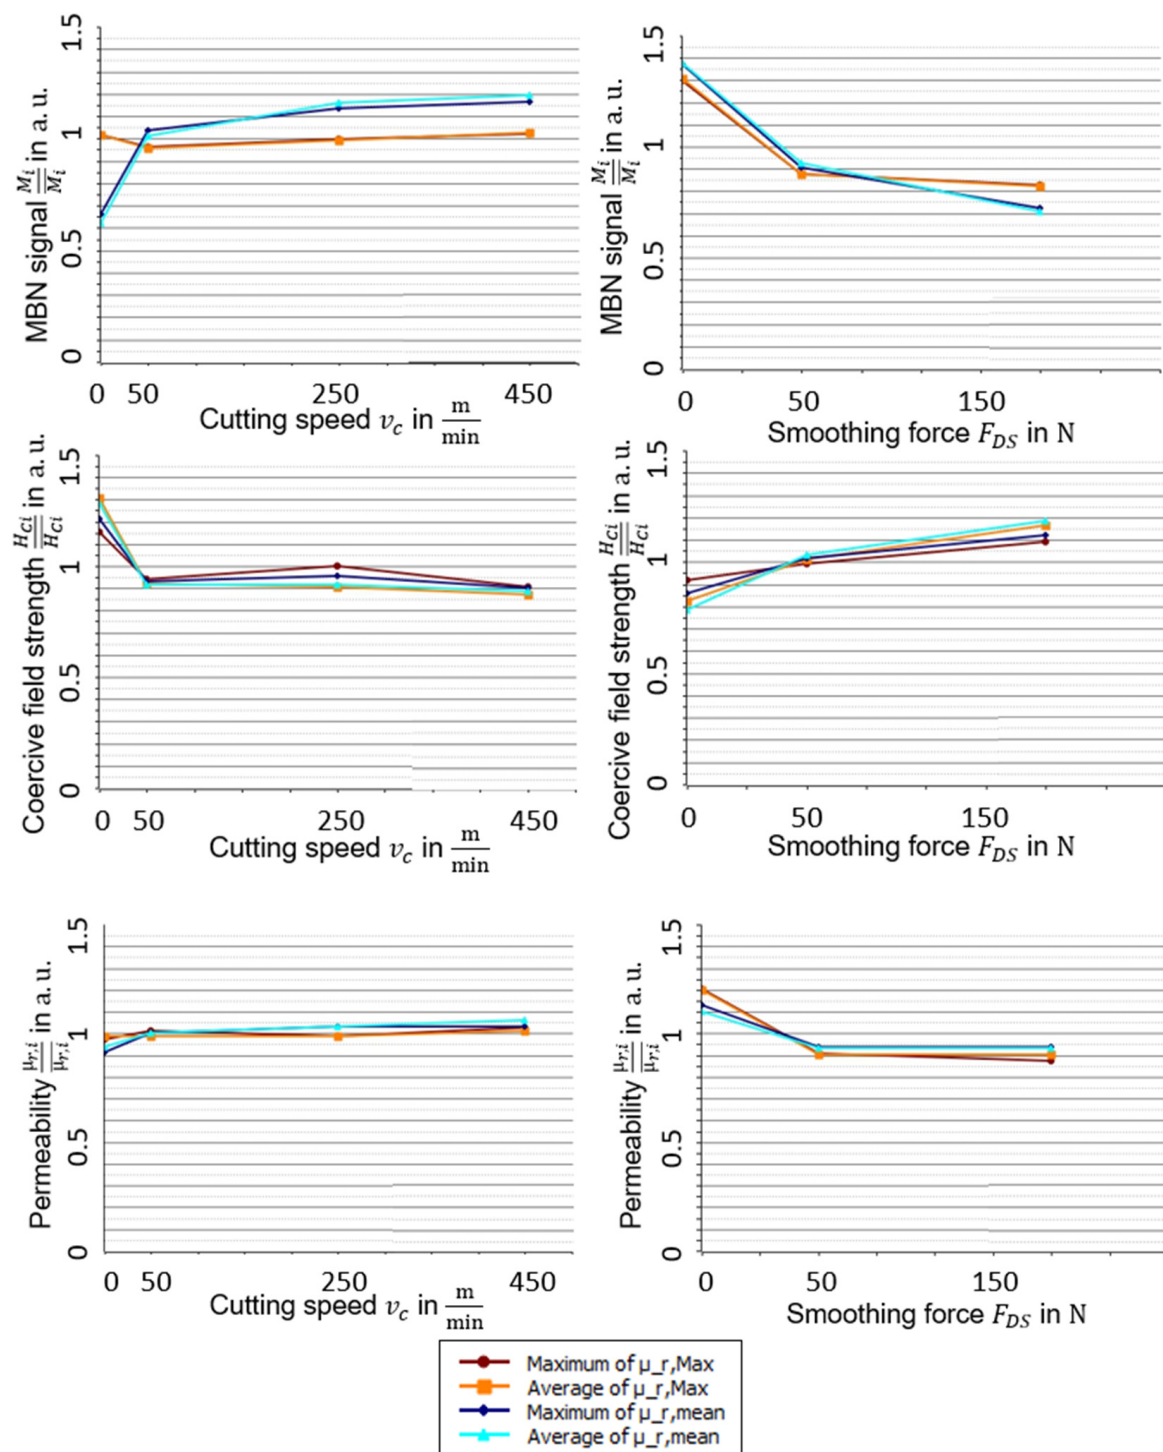 MBN signal M_i/M̿_i in a. u.
1.5
1
0.5
0
0 50 250 450
Cutting speed v_c in m/min
MBN signal M_i/M̿_i in a. u.
1.5
1
0.5
0
0 50 150
Smoothing force F_DS in N
Coercive field strength H_Ci/H̿_Ci in a. u.
1.5
1
0.5
0
0 50 250 450
Cutting speed v_c in m/min
Coercive field strength H_Ci/H̿_Ci in a. u.
1.5
1
0.5
0
0 50 150
Smoothing force F_DS in N
Permeability μ_r,i/μ̿_r,i in a. u.
1.5
1
0.5
0
0 50 250 450
Cutting speed v_c in m/min
Permeability μ_r,i/μ̿_r,i in a. u.
1.5
1
0.5
0
0 50 150
Smoothing force F_DS in N
Maximum of μ_r,Max
Average of μ_r,Max
Maximum of μ_r,mean
Average of μ_r,mean